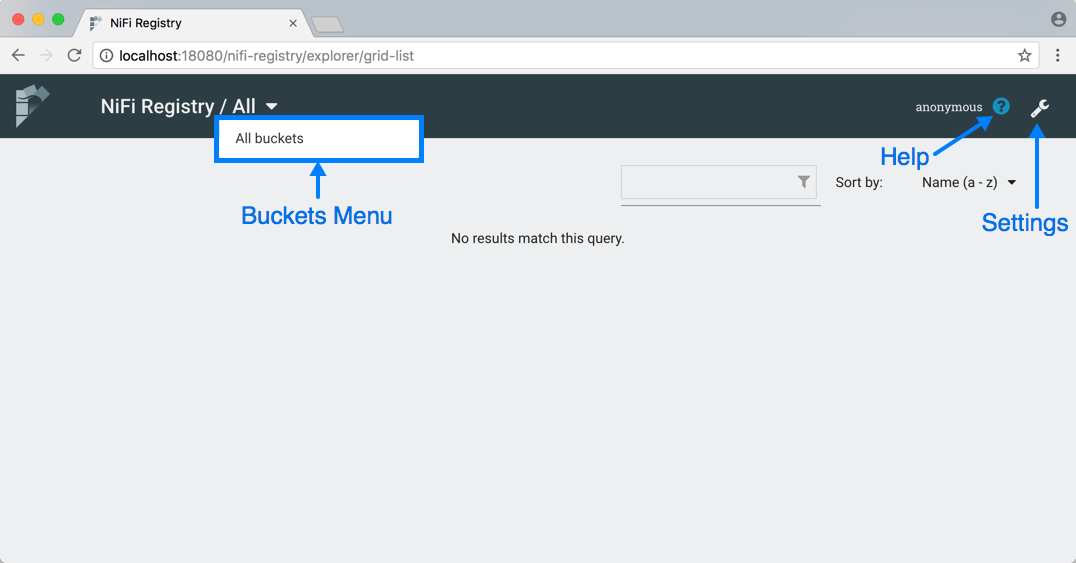 NiFi Registry
localhost:18080/nifi-registry/explorer/grid-list
NiFi Registry / All
anonymous ?
All buckets
Help
Sort by: Name (a - z)
Buckets Menu
Settings
No results match this query.